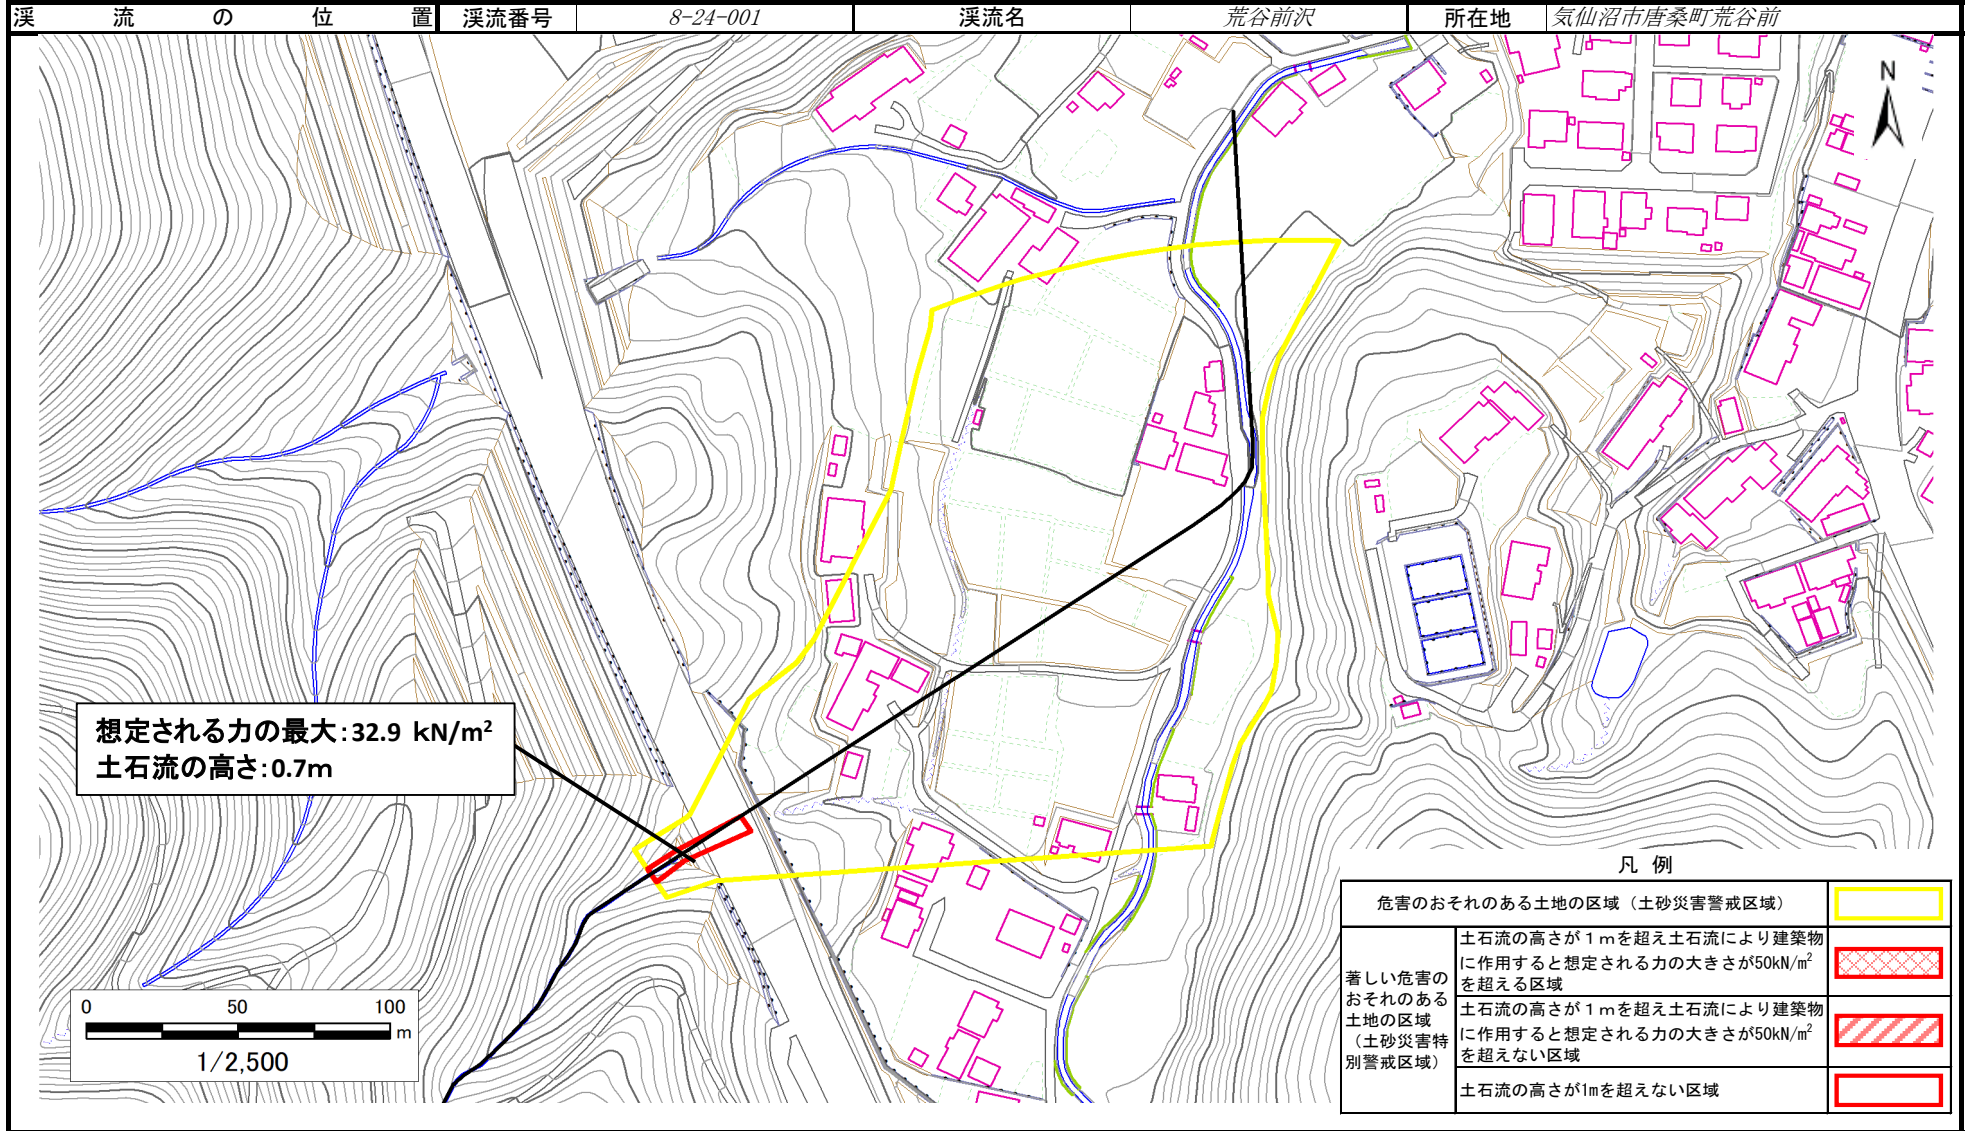 渓流の位置 渓流番号 8-24-001 渓流名 荒谷前沢 所在地 気仙沼市唐桑町荒谷前
N
想定される力の最大:32.9 kN/m²
土石流の高さ:0.7m
0 50 100
m
1/2,500
凡 例
危害のおそれのある土地の区域（土砂災害警戒区域）
著しい危害の
おそれのある
土地の区域
（土砂災害特
別警戒区域）
土石流の高さが１ｍを超え土石流により建築物
に作用すると想定される力の大きさが50kN/m²
を超える区域
土石流の高さが１ｍを超え土石流により建築物
に作用すると想定される力の大きさが50kN/m²
を超えない区域
土石流の高さが1mを超えない区域